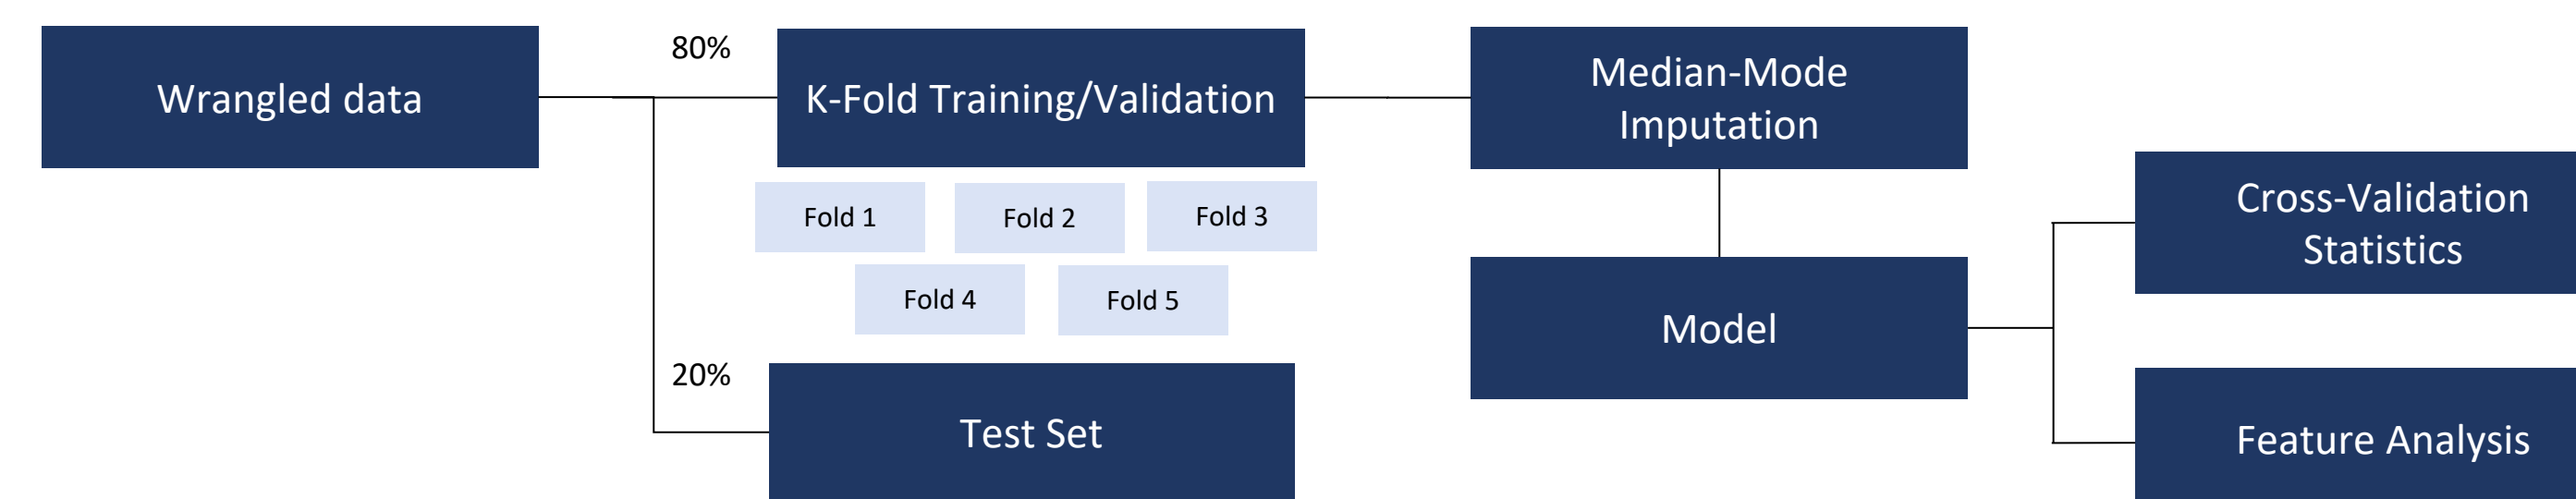 Wrangled data
80%
K-Fold Training/Validation
Fold 1
Fold 2
Fold 3
Fold 4
Fold 5
20%
Test Set
Median-Mode
Imputation
Model
Cross-Validation
Statistics
Feature Analysis